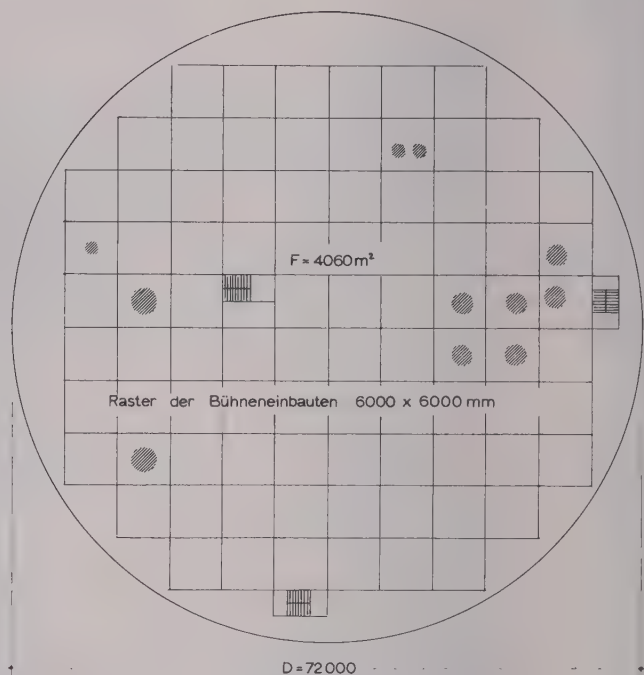 F = 4060 m²
Raster der Bühneneinbauten 6000 x 6000 mm
D = 72 000